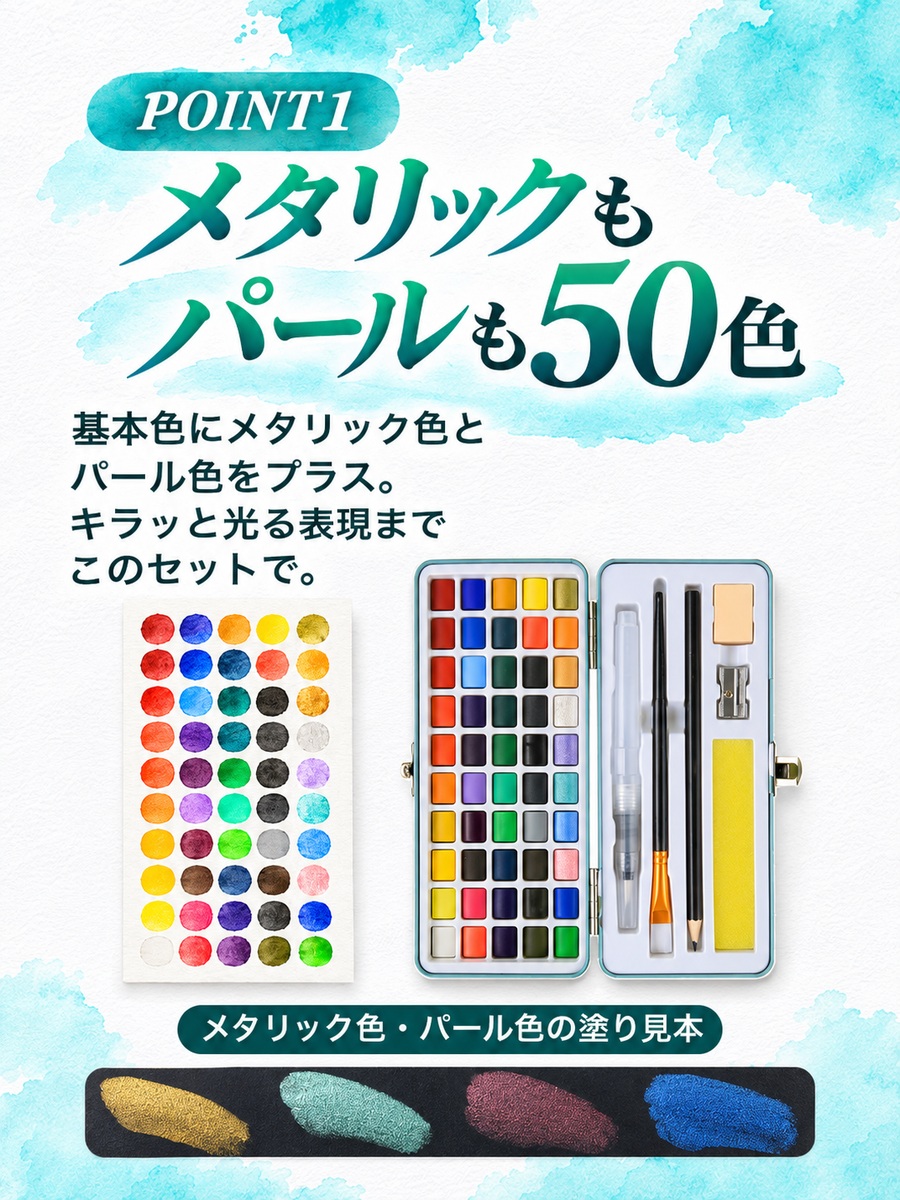 POINT1
メタリックも
パールも50色
基本色にメタリック色と
パール色をプラス。
キラッと光る表現まで
このセットで。
メタリック色・パール色の塗り見本